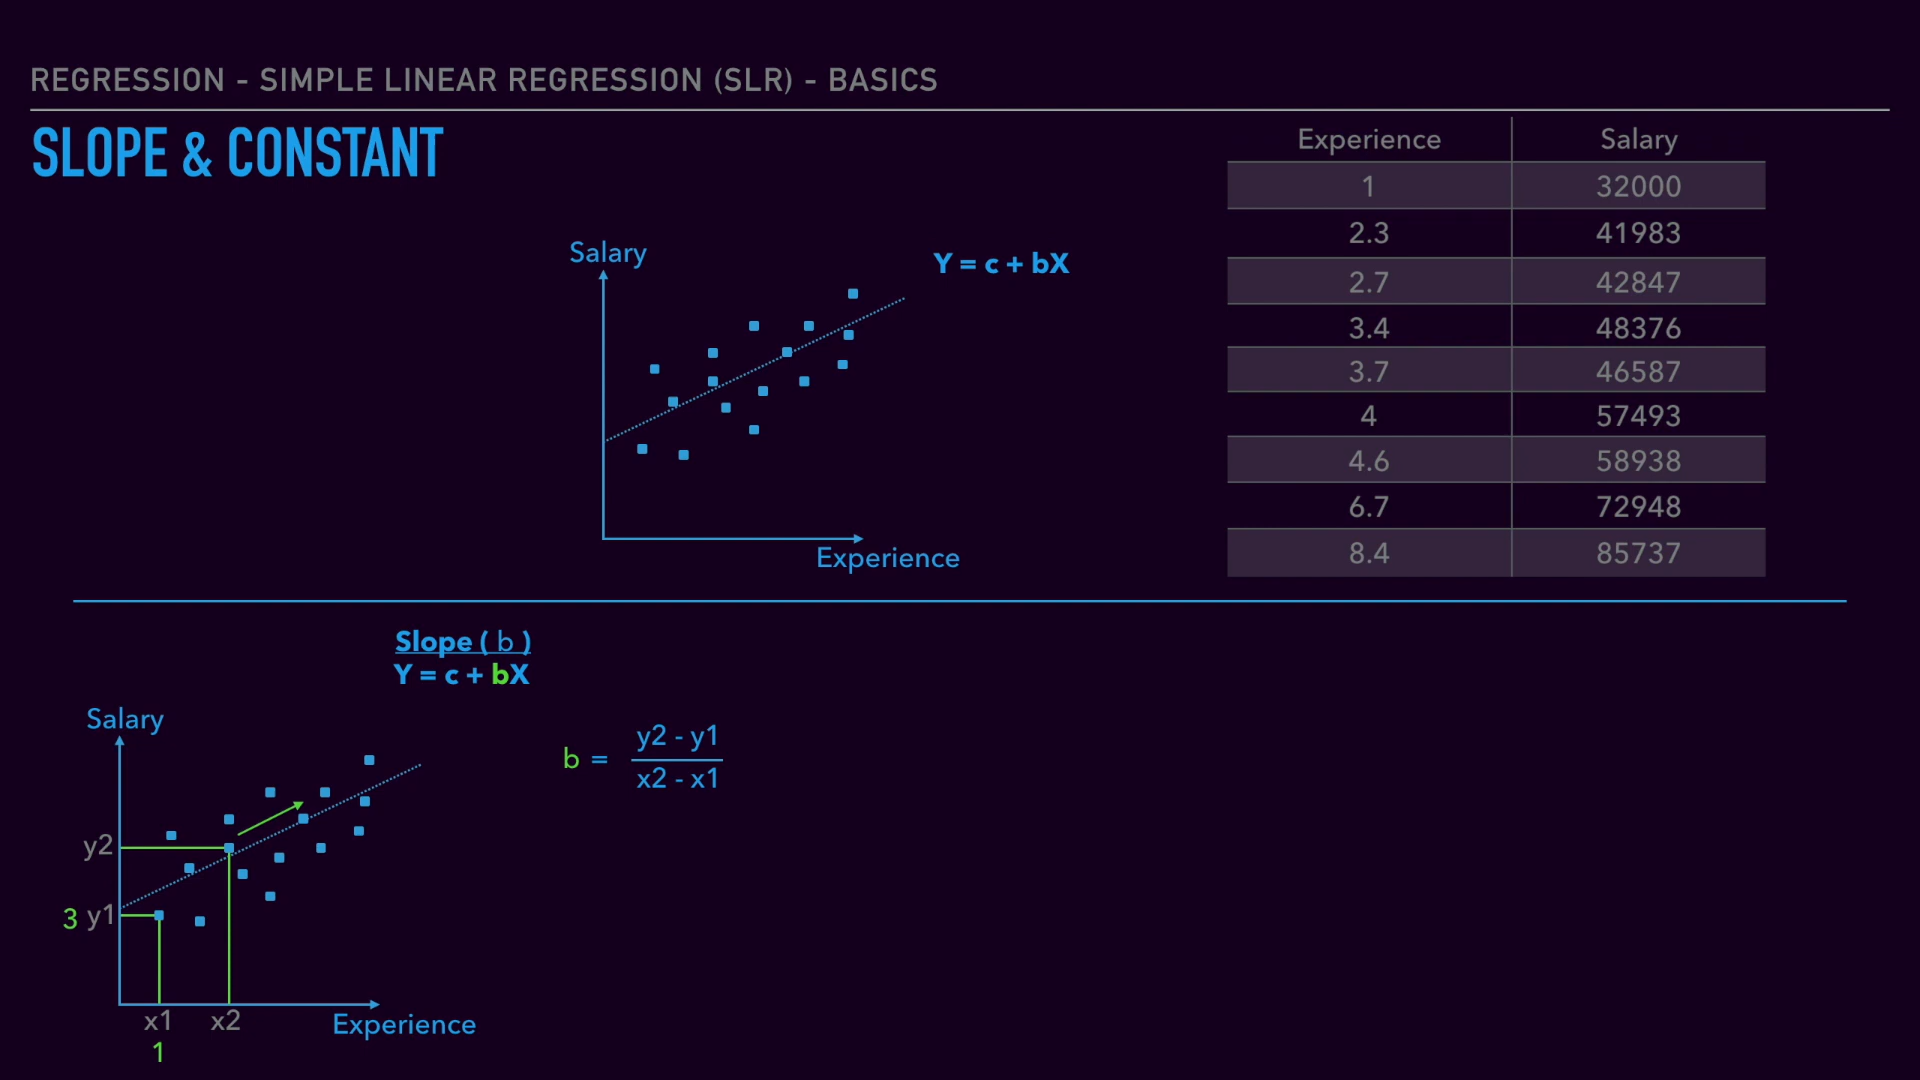 REGRESSION - SIMPLE LINEAR REGRESSION (SLR) - BASICS
SLOPE & CONSTANT
Salary
Y = c + bX
Experience
Experience Salary
1 32000
2.3 41983
2.7 42847
3.4 48376
3.7 46587
4 57493
4.6 58938
6.7 72948
8.4 85737
Slope ( b )
Y = c + bX
Salary
y2
3 y1
x1 x2
1
Experience
b = y2 - y1
x2 - x1